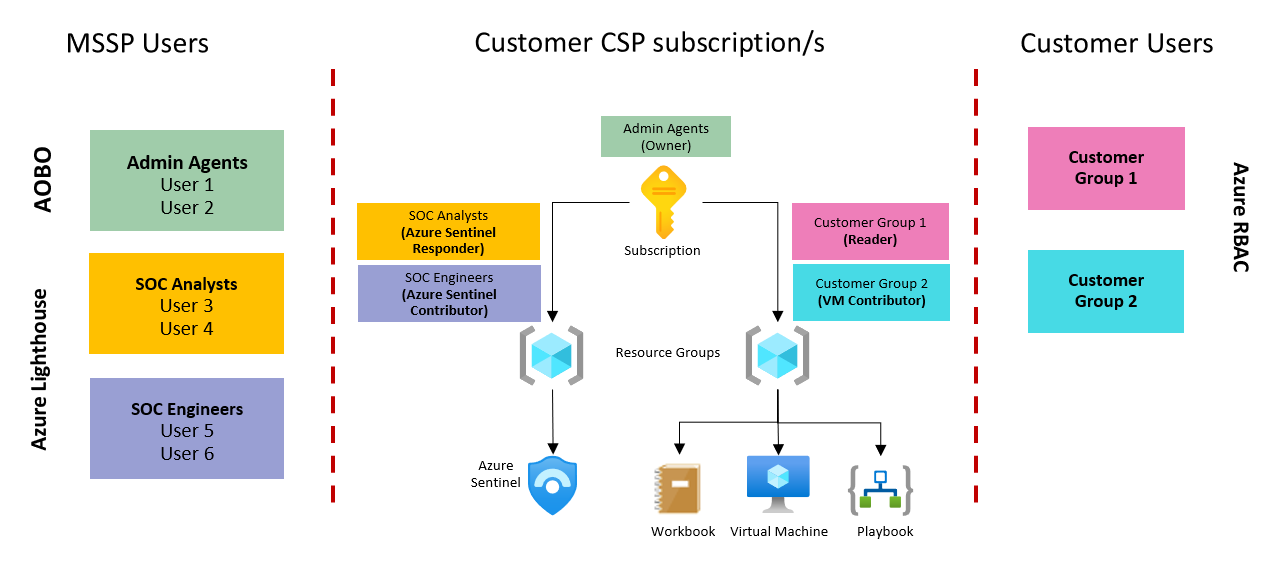 MSSP Users
Customer CSP subscription/s
Customer Users
AOBO
Admin Agents
User 1
User 2
Azure Lighthouse
SOC Analysts
User 3
User 4
SOC Engineers
User 5
User 6
Admin Agents
(Owner)
Subscription
SOC Analysts
(Azure Sentinel
Responder)
SOC Engineers
(Azure Sentinel
Contributor)
Customer Group 1
(Reader)
Customer Group 2
(VM Contributor)
Resource Groups
Azure
Sentinel
Workbook
Virtual Machine
Playbook
Customer
Group 1
Customer
Group 2
Azure RBAC